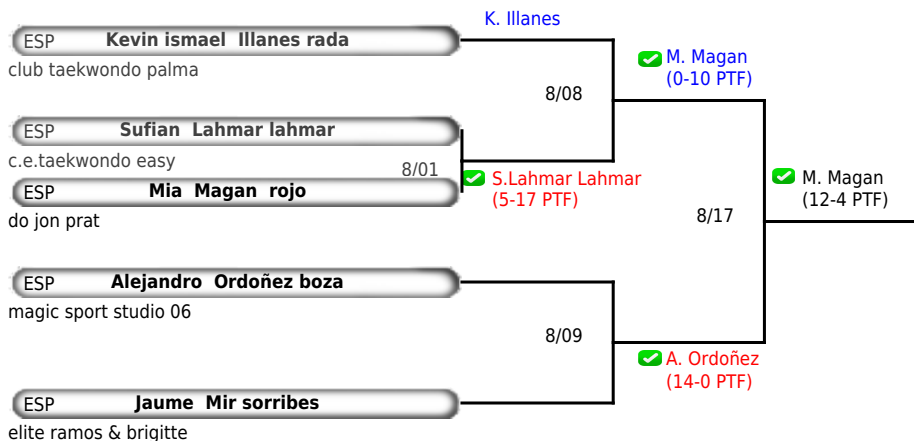 K. Illanes
ESP Kevin ismael Illanes rada
club taekwondo palma
M. Magan
(0-10 PTF)
8/08
ESP Sufian Lahmar lahmar
c.e.taekwondo easy
8/01
S.Lahmar Lahmar
(5-17 PTF)
M. Magan
(12-4 PTF)
ESP Mia Magan rojo
do jon prat
8/17
ESP Alejandro Ordoñez boza
magic sport studio 06
8/09
A. Ordoñez
(14-0 PTF)
ESP Jaume Mir sorribes
elite ramos & brigitte